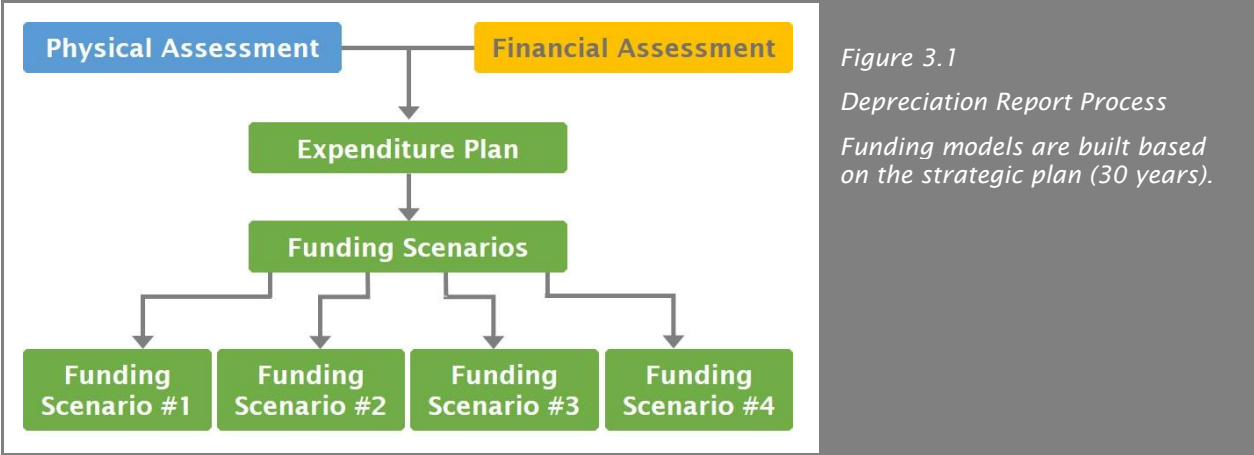 Physical Assessment
Financial Assessment
Expenditure Plan
Funding Scenarios
Funding
Scenario #1
Funding
Scenario #2
Funding
Scenario #3
Funding
Scenario #4
Figure 3.1
Depreciation Report Process
Funding models are built based
on the strategic plan (30 years).